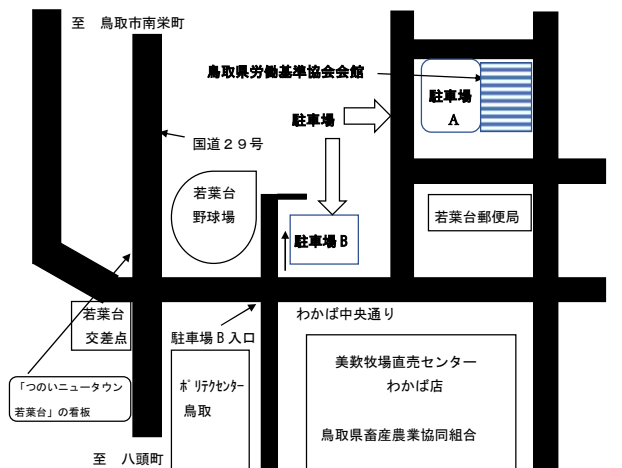 至　鳥取市南栄町
鳥取県労働基準協会会館
駐車場
A
駐車場
国道２９号
若葉台
野球場
若葉台郵便局
駐車場 B
若葉台
交差点
わかば中央通り
駐車場 B 入口
美歎牧場直売センター
わかば店
鳥取県畜産農業協同組合
ﾎﾟﾘﾃｸｾﾝﾀｰ
鳥取
「つのいニュータウン
若葉台」の看板
至　八頭町